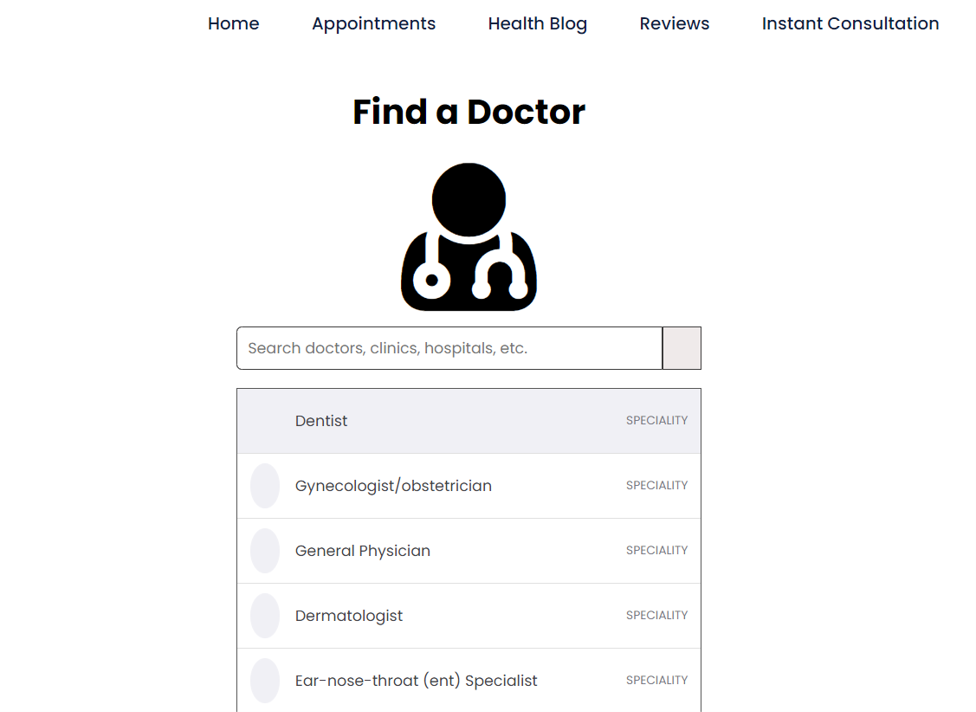 Home Appointments Health Blog Reviews Instant Consultation
Find a Doctor
Search doctors, clinics, hospitals, etc.
Dentist SPECIALITY
Gynecologist/obstetrician SPECIALITY
General Physician SPECIALITY
Dermatologist SPECIALITY
Ear-nose-throat (ent) Specialist SPECIALITY